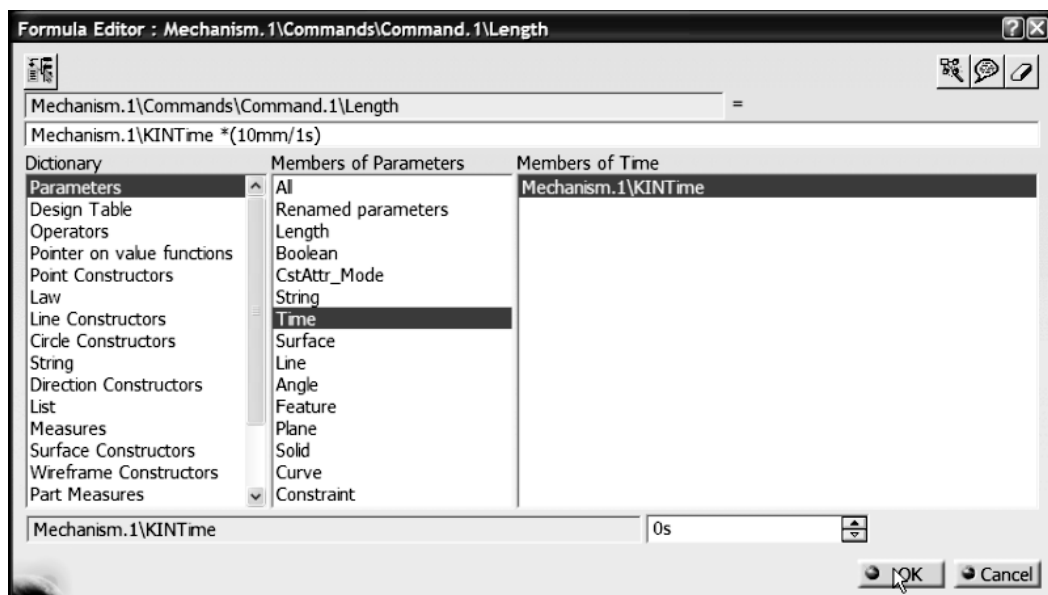 Formula Editor : Mechanism.1\Commands\Command.1\Length
Mechanism.1\Commands\Command.1\Length =
Mechanism.1\KINTime *(10mm/1s)
Dictionary Members of Parameters Members of Time
Parameters All Mechanism.1\KINTime
Design Table Renamed parameters
Operators Length
Pointer on value functions Boolean
Point Constructors CstAttr_Mode
Law String
Line Constructors Time
Circle Constructors Surface
String Line
Direction Constructors Angle
List Feature
Measures Plane
Surface Constructors Solid
Wireframe Constructors Curve
Part Measures Constraint
Mechanism.1\KINTime 0s
OK Cancel